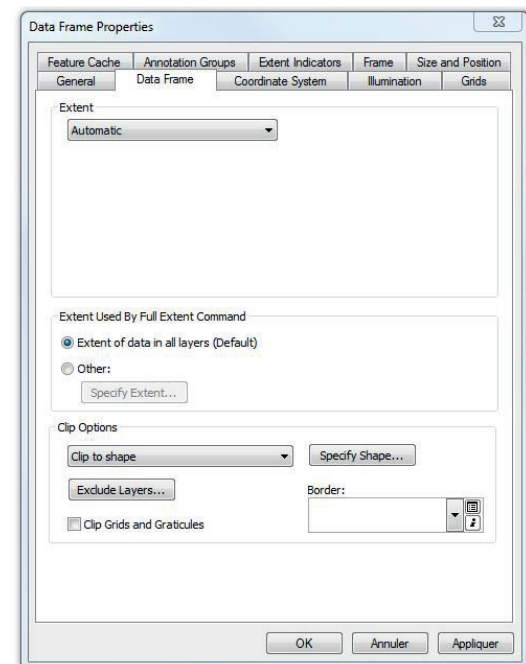 Data Frame Properties
Feature Cache Annotation Groups Extent Indicators Frame Size and Position
General Data Frame Coordinate System Illumination Grids
Extent
Automatic
Extent Used By Full Extent Command
Extent of data in all layers (Default)
Other:
Specify Extent...
Clip Options
Clip to shape Specify Shape...
Exclude Layers... Border:
Clip Grids and Graticules
OK Annuler Appliquer